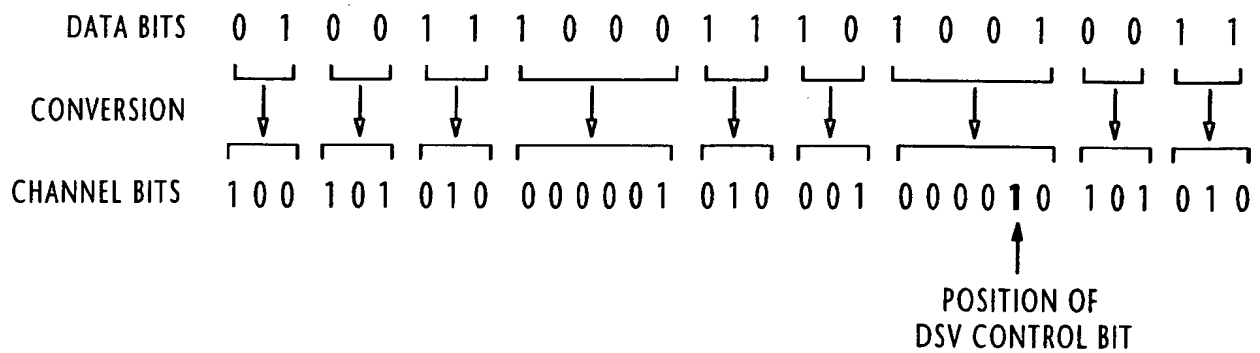 DATA BITS 0 1 0 0 1 1 1 0 0 0 1 1 1 0 1 0 0 1 0 0 1 1
CONVERSION
CHANNEL BITS 1 0 0 1 0 1 0 1 0 0 0 0 0 0 1 0 1 0 0 0 1 0 0 0 0 1 0 1 0 1 0 1 0
POSITION OF
DSV CONTROL BIT